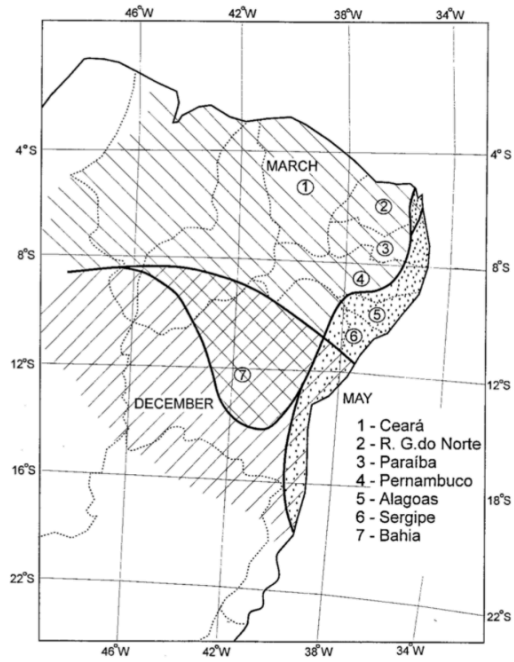 46°W 42°W 38°W 34°W
4°S 4°S
MARCH
1
2
3
8°S 8°S
4
5
6
12°S 12°S
7
DECEMBER MAY
1 - Ceará
2 - R. G.do Norte
3 - Paraíba
4 - Pernambuco
5 - Alagoas
6 - Sergipe
7 - Bahia
16°S 18°S
22°S 22°S
46°W 42°W 38°W 34°W